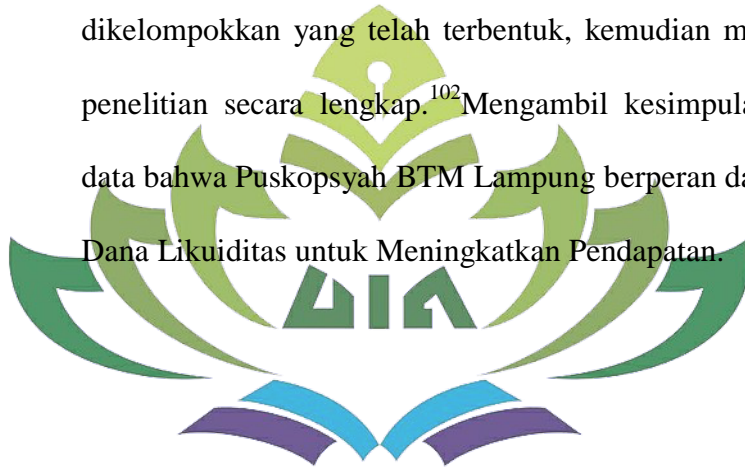 dikelompokkan yang telah terbentuk, kemudian m
penelitian secara lengkap.102Mengambil kesimpula
data bahwa Puskopsyah BTM Lampung berperan da
Dana Likuiditas untuk Meningkatkan Pendapatan.
UIN